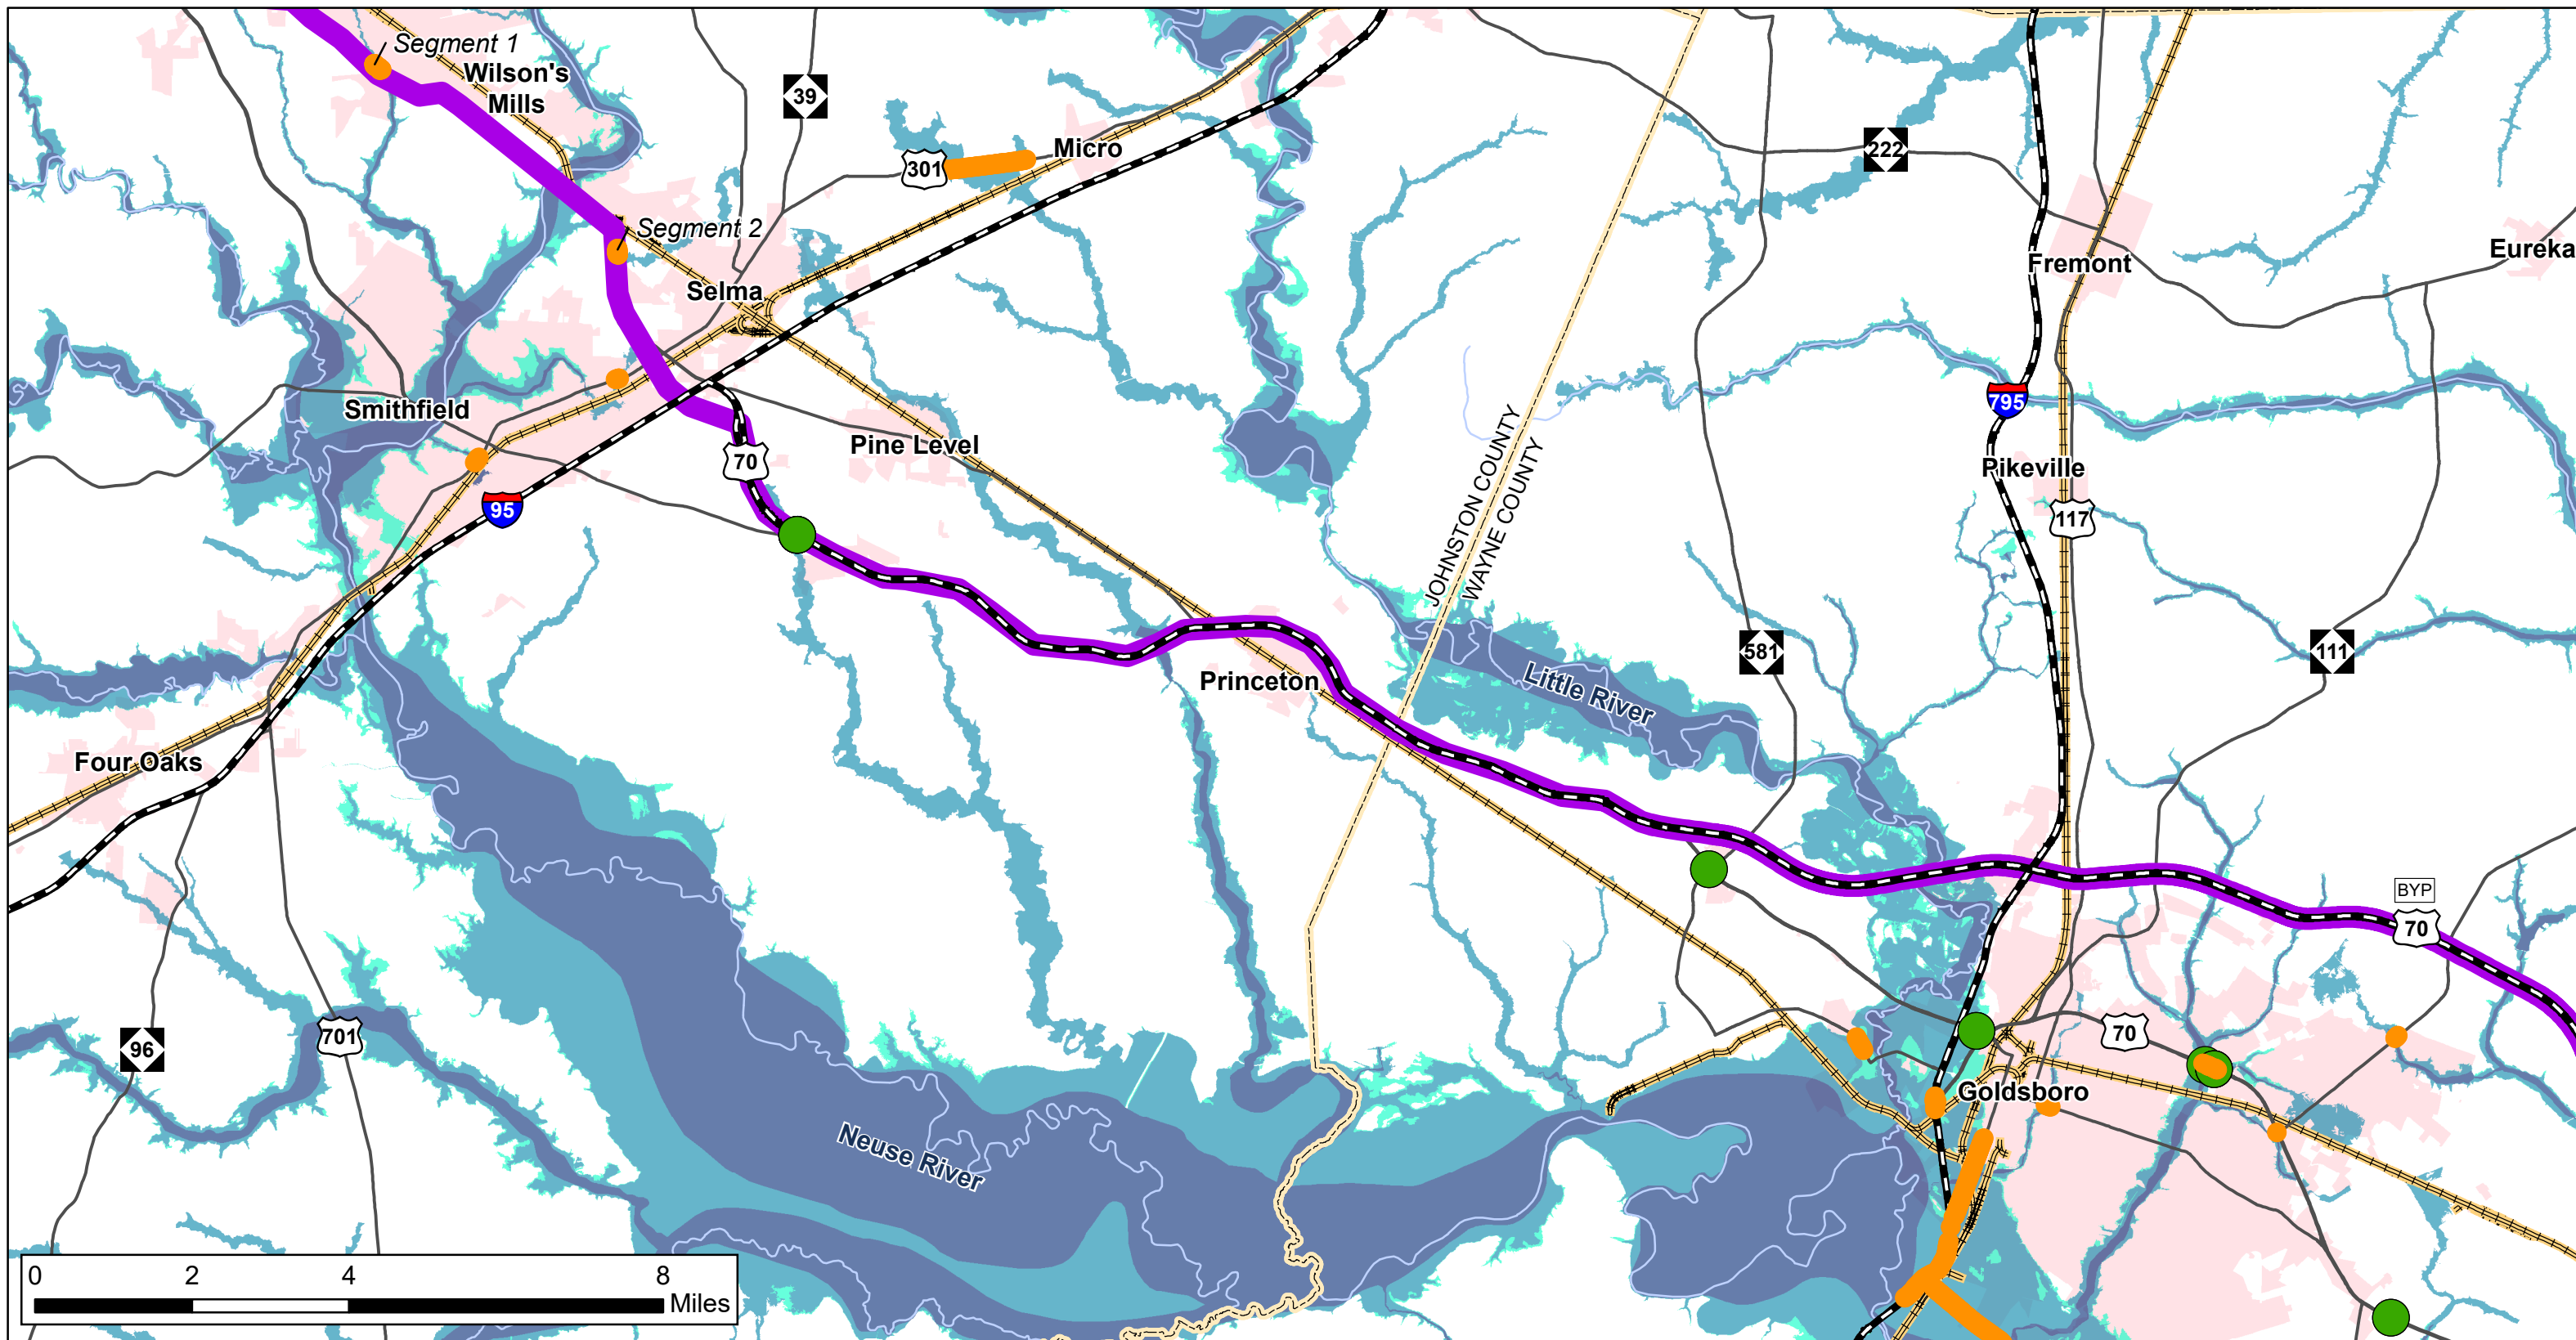 Segment 1
Wilson's
Mills
39
301
Micro
222
Segment 2
Selma
Fremont
Eureka
Smithfield
795
Pine Level
70
95
Pikeville
117
JOHNSTON COUNTY
WAYNE COUNTY
581
111
Little River
Princeton
Four Oaks
BYP
70
96
701
70
Goldsboro
Neuse River
0 2 4 8
Miles